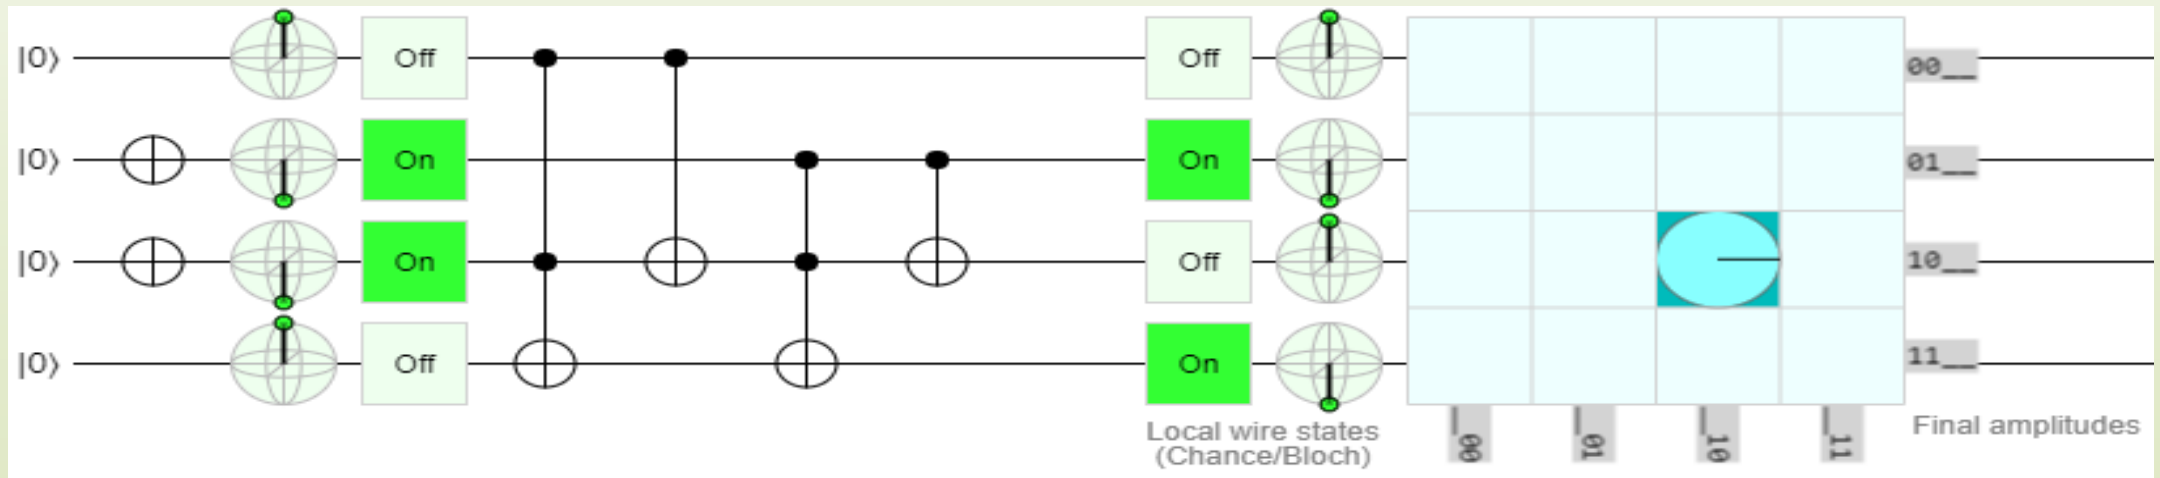 |0⟩ Off Off 00__
|0⟩ On On 01__
|0⟩ On Off 10__
|0⟩ Off On 11__
Local wire states
(Chance/Bloch)
__00 __01 __10 __11
Final amplitudes